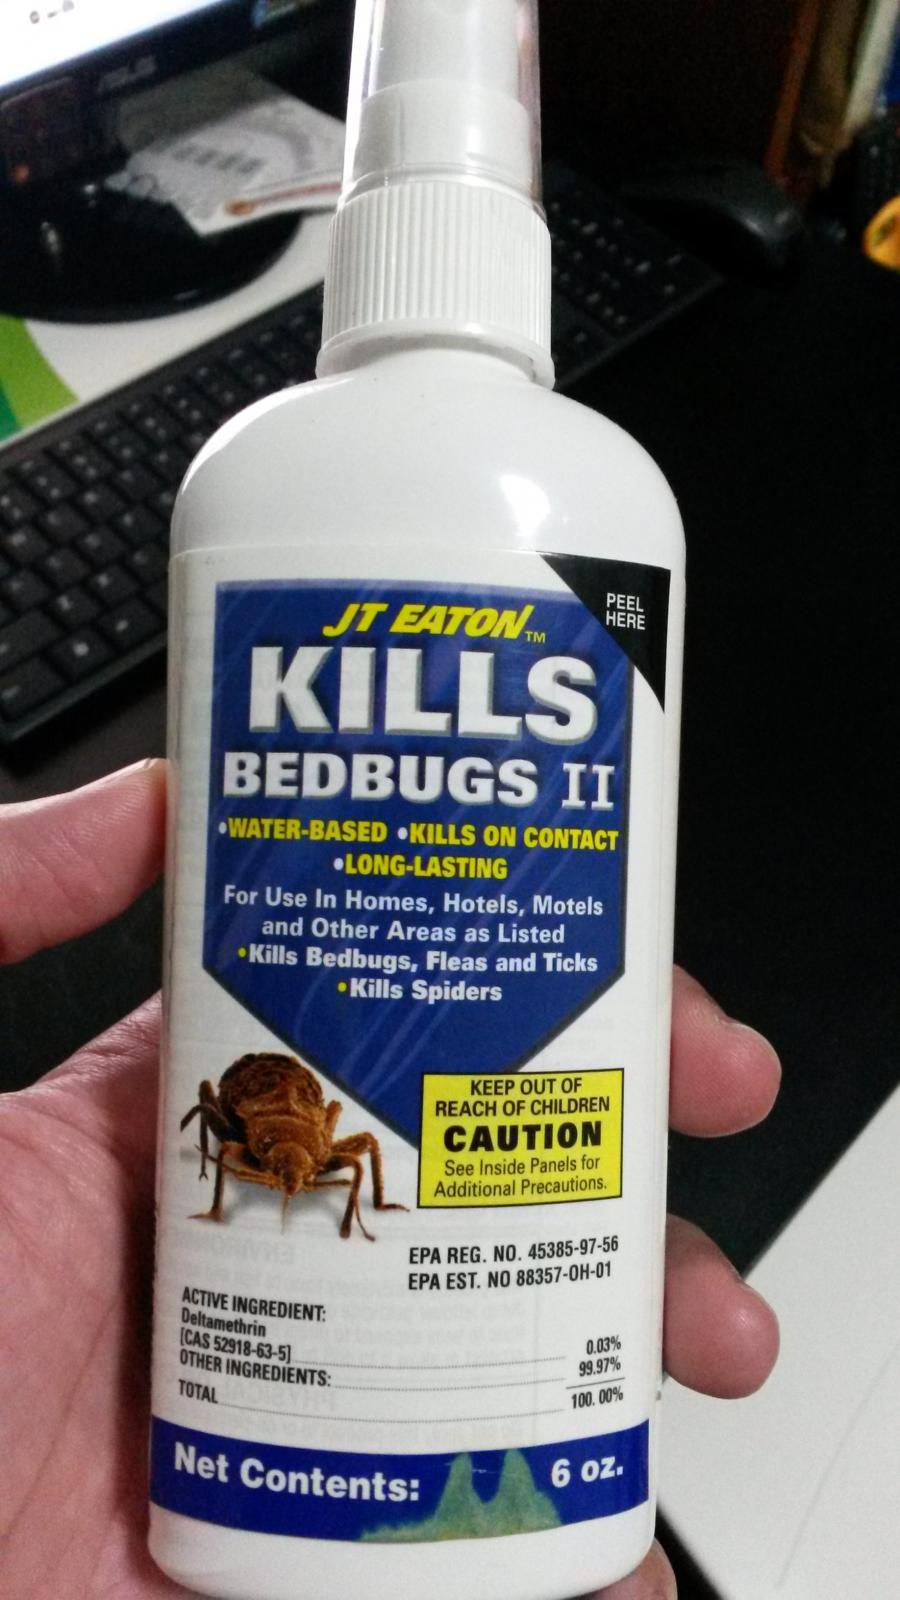 ASUS
PEEL
HERE
JT EATON™
KILLS
BEDBUGS II
•WATER-BASED •KILLS ON CONTACT
•LONG-LASTING
For Use In Homes, Hotels, Motels
and Other Areas as Listed
•Kills Bedbugs, Fleas and Ticks
•Kills Spiders
KEEP OUT OF
REACH OF CHILDREN
CAUTION
See Inside Panels for
Additional Precautions.
EPA REG. NO. 45385-97-56
EPA EST. NO 88357-OH-01
ACTIVE INGREDIENT:
Deltamethrin
[CAS 52918-63-5] 0.03%
OTHER INGREDIENTS: 99.97%
TOTAL 100.00%
Net Contents: 6 oz.